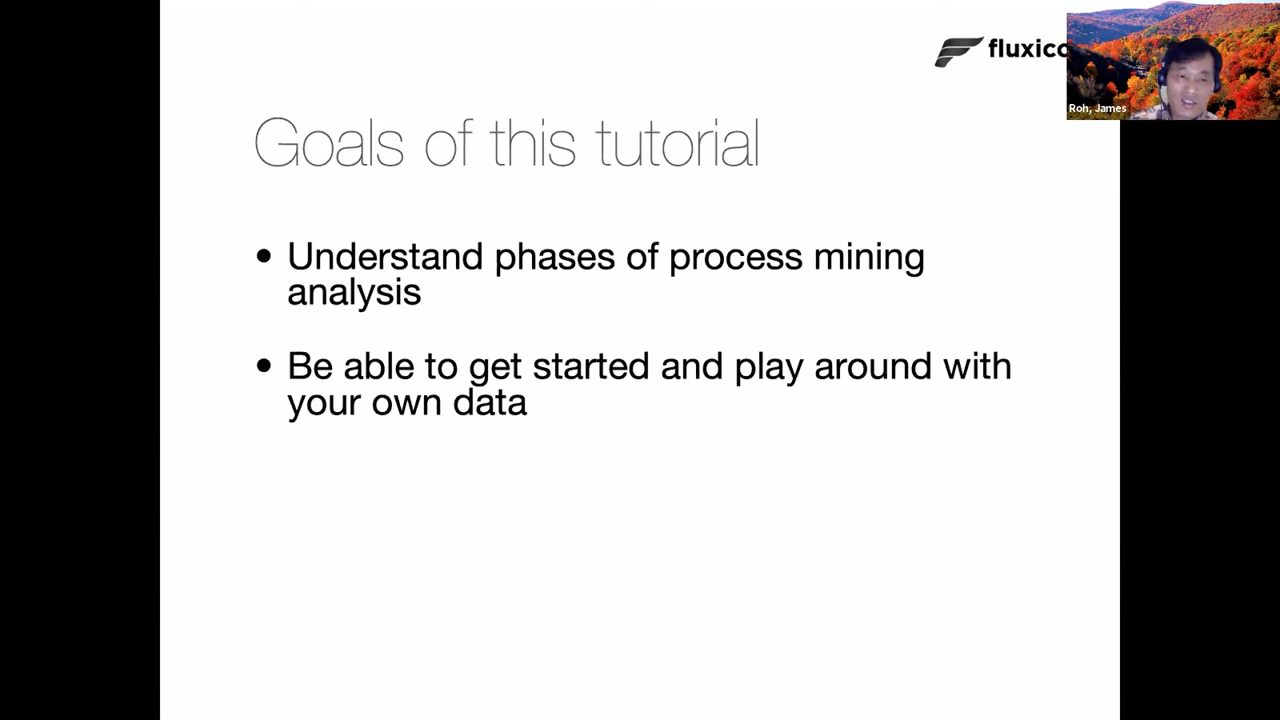 fluxico
Roh, James
Goals of this tutorial
• Understand phases of process mining
analysis
• Be able to get started and play around with
your own data